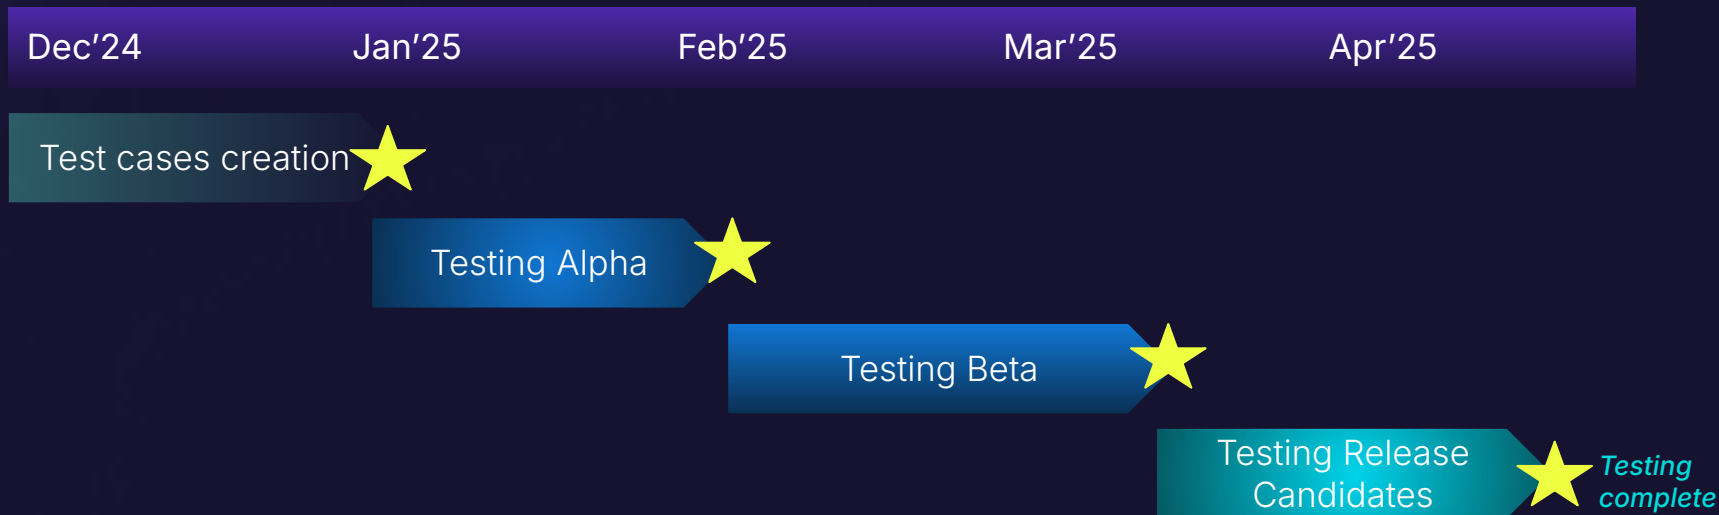 Dec’24 Jan’25 Feb’25 Mar’25 Apr’25
Test cases creation
Testing Alpha
Testing Beta
Testing Release
Candidates
Testing
complete